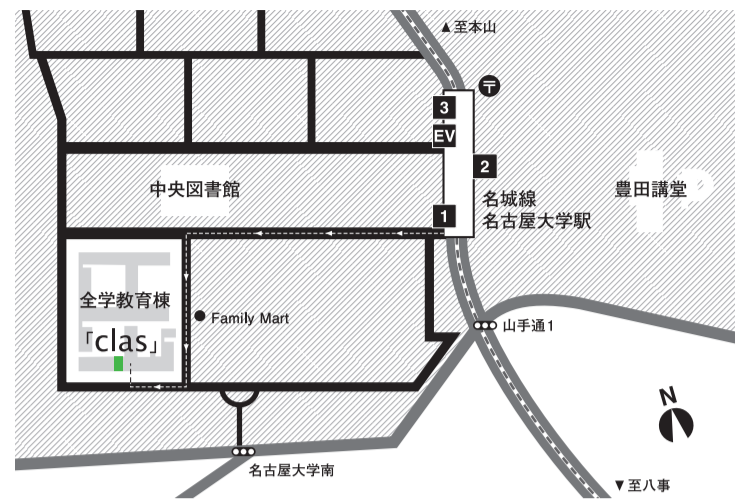 ▲至本山
〒
3
EV
2
中央図書館
豊田講堂
1
名城線
名古屋大学駅
全学教育棟
「clas」
Family Mart
山手通1
N
名古屋大学南
▼至八事